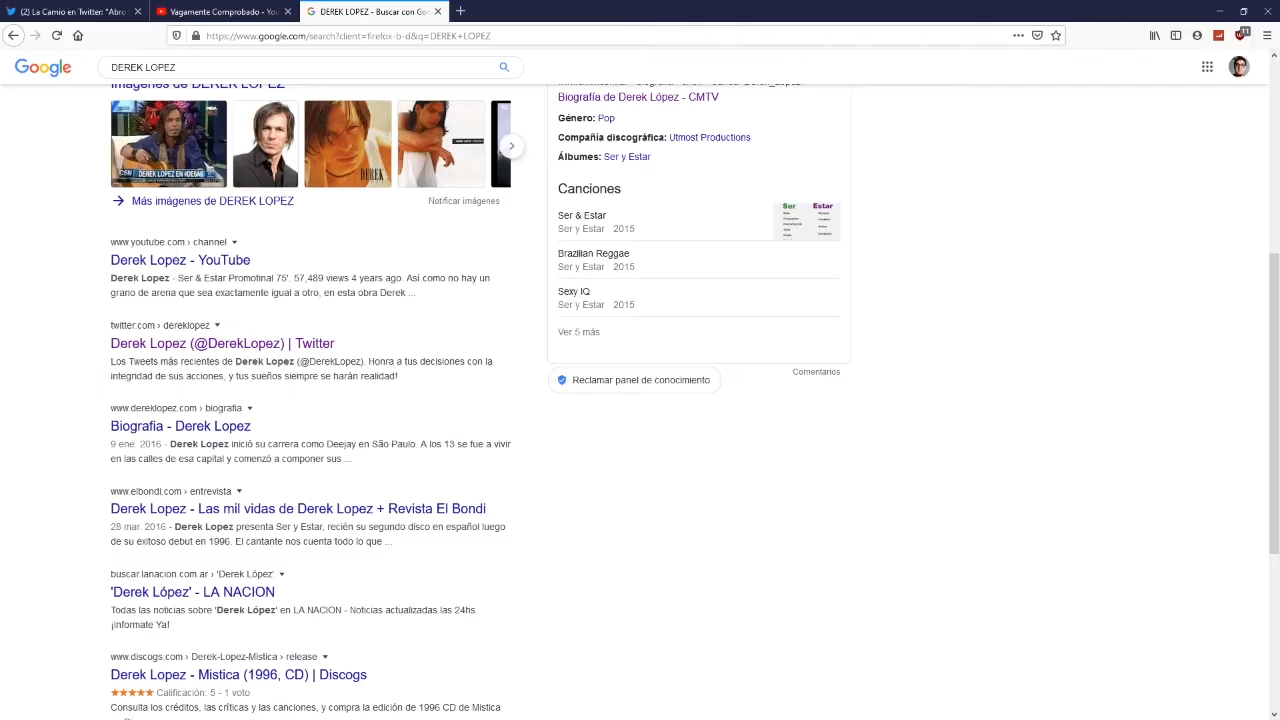 (2) La Camio en Twitter: "Abro
Vagamente Comprobado - You
DEREK LOPEZ - Buscar con Goo
https://www.google.com/search?client=firefox-b-d&q=DEREK+LOPEZ
11
Google
DEREK LOPEZ
Imágenes de DEREK LOPEZ
C5N
DEREK LOPEZ EN
DEREK
Más imágenes de DEREK LOPEZ
Notificar imágenes
www.youtube.com › channel
Derek Lopez - YouTube
Derek Lopez - Ser & Estar Promotinal 75'. 57,489 views.4 years ago. Así como no hay un
grano de arena que sea exactamente igual a otro, en esta obra Derek ...
twitter.com › dereklopez
Derek Lopez (@DerekLopez) | Twitter
Los Tweets más recientes de Derek Lopez (@DerekLopez). Honra a tus decisiones con la
integridad de sus acciones, y tus sueños siempre se harán realidad!
www.dereklopez.com › biografia
Biografia - Derek Lopez
9 ene. 2016 - Derek Lopez inició su carrera como Deejay en São Paulo. A los 13 se fue a vivir
en las calles de esa capital y comenzó a componer sus ...
www.elbondi.com › entrevista
Derek Lopez - Las mil vidas de Derek Lopez + Revista El Bondi
28 mar. 2016 - Derek Lopez presenta Ser y Estar, recién su segundo disco en español luego
de su exitoso debut en 1996. El cantante nos cuenta todo lo que ...
buscar.lanacion.com.ar › 'Derek López'
'Derek López' - LA NACION
Todas las noticias sobre 'Derek López' en LA NACION - Noticias actualizadas las 24hs.
¡Informate Ya!
www.discogs.com › Derek-Lopez-Mistica › release
Derek Lopez - Mistica (1996, CD) | Discogs
Calificación: 5 - 1 voto
Consulta los créditos, las críticas y las canciones, y compra la edición de 1996 CD de Mistica
Biografía de Derek López - CMTV
Género: Pop
Compañía discográfica: Utmost Productions
Álbumes: Ser y Estar
Canciones
Ser & Estar
Ser y Estar 2015
Ser Estar
Brazilian Reggae
Ser y Estar 2015
Sexy IQ
Ser y Estar 2015
Ver 5 más
Comentarios
Reclamar panel de conocimiento